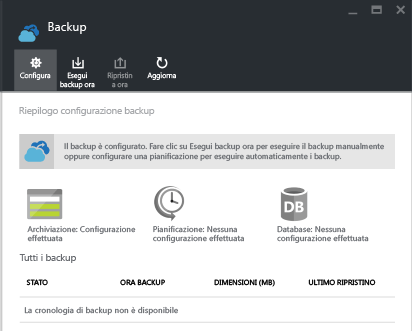 Backup
Configura
Esegui
backup ora
Ripristin
a ora
Aggiorna
Riepilogo configurazione backup
Il backup è configurato. Fare clic su Esegui backup ora per eseguire il backup manualmente
oppure configurare una pianificazione per eseguire automaticamente i backup.
DB
Archiviazione: Configurazione
effettuata
Pianificazione: Nessuna
configurazione effettuata
Database: Nessuna
configurazione effettuata
Tutti i backup
STATO ORA BACKUP DIMENSIONI (MB) ULTIMO RIPRISTINO
La cronologia di backup non è disponibile